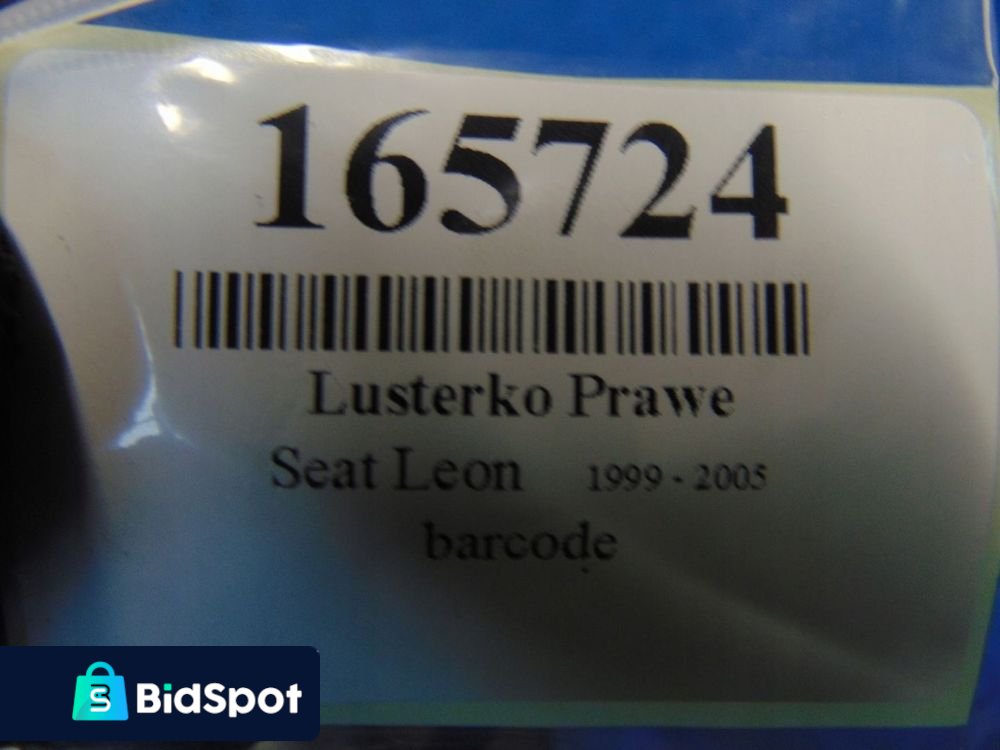 165724
Lusterko Prawe
Seat Leon 1999 - 2005
barcode
BidSpot